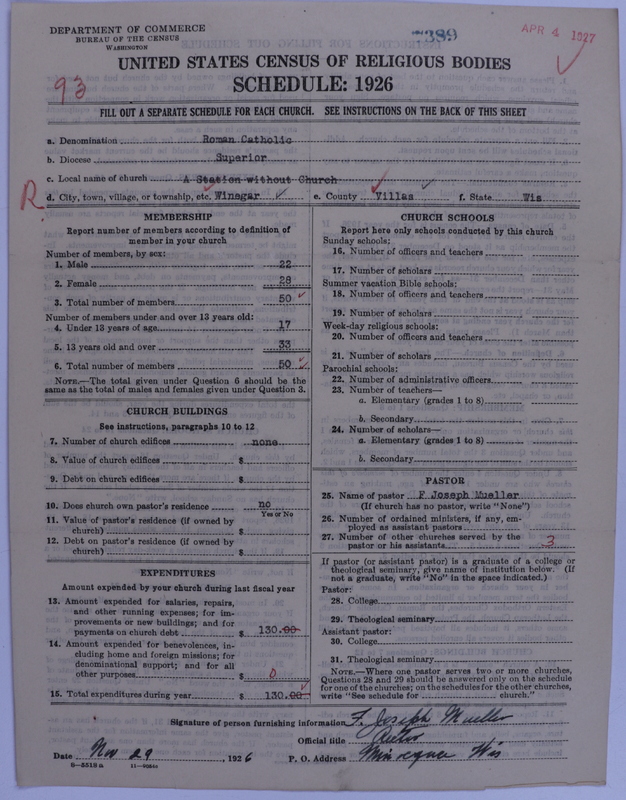 DEPARTMENT OF COMMERCE
BUREAU OF THE CENSUS
WASHINGTON
389
APR 4 1927
UNITED STATES CENSUS OF RELIGIOUS BODIES
SCHEDULE: 1926
93
FILL OUT A SEPARATE SCHEDULE FOR EACH CHURCH. SEE INSTRUCTIONS ON THE BACK OF THIS SHEET
a. Denomination Roman Catholic
b. Diocese Superior
c. Local name of church A Station without Church
R
d. City, town, village, or township, etc. Winegar e. County Villas f. State Wis
MEMBERSHIP
Report number of members according to definition of
member in your church
Number of members, by sex:
1. Male 22
2. Female 28
3. Total number of members 50
Number of members under and over 13 years old:
4. Under 13 years of age 17
5. 13 years old and over 33
6. Total number of members 50
NOTE.—The total given under Question 6 should be the
same as the total of males and females given under Question 3.
CHURCH BUILDINGS
See instructions, paragraphs 10 to 12
7. Number of church edifices none
8. Value of church edifices $
9. Debt on church edifices $
10. Does church own pastor's residence no
Yes or No
11. Value of pastor's residence (if owned by
church) $
12. Debt on pastor's residence (if owned by
church) $
EXPENDITURES
Amount expended by your church during last fiscal year
13. Amount expended for salaries, repairs,
and other running expenses; for im-
provements or new buildings; and for
payments on church debt $ 130.00
14. Amount expended for benevolences, in-
cluding home and foreign missions; for
denominational support; and for all
other purposes $ 0
15. Total expenditures during year $ 130.00
CHURCH SCHOOLS
Report here only schools conducted by this church
Sunday schools:
16. Number of officers and teachers
17. Number of scholars
Summer vacation Bible schools:
18. Number of officers and teachers
19. Number of scholars
Week-day religious schools:
20. Number of officers and teachers
21. Number of scholars
Parochial schools:
22. Number of administrative officers
23. Number of teachers—
a. Elementary (grades 1 to 8)
b. Secondary
24. Number of scholars—
a. Elementary (grades 1 to 8)
b. Secondary
PASTOR
25. Name of pastor F Joseph Mueller
(If church has no pastor, write "None")
26. Number of ordained ministers, if any, em-
ployed as assistant pastors
27. Number of other churches served by the
pastor or his assistants 3
If pastor (or assistant pastor) is a graduate of a college or
theological seminary, give name of institution below. (If
not a graduate, write "No" in the space indicated.)
Pastor:
28. College
29. Theological seminary
Assistant pastor:
30. College
31. Theological seminary
NOTE.—Where one pastor serves two or more churches,
Questions 28 and 29 should be answered only on the schedule
for one of the churches; on the schedules for the other churches,
write "See schedule for church."
Signature of person furnishing information F. Joseph Mueller
Official title Rector
Date Nov 29, 1926 P. O. Address Minocqua Wis
8—5518a 11—9034a